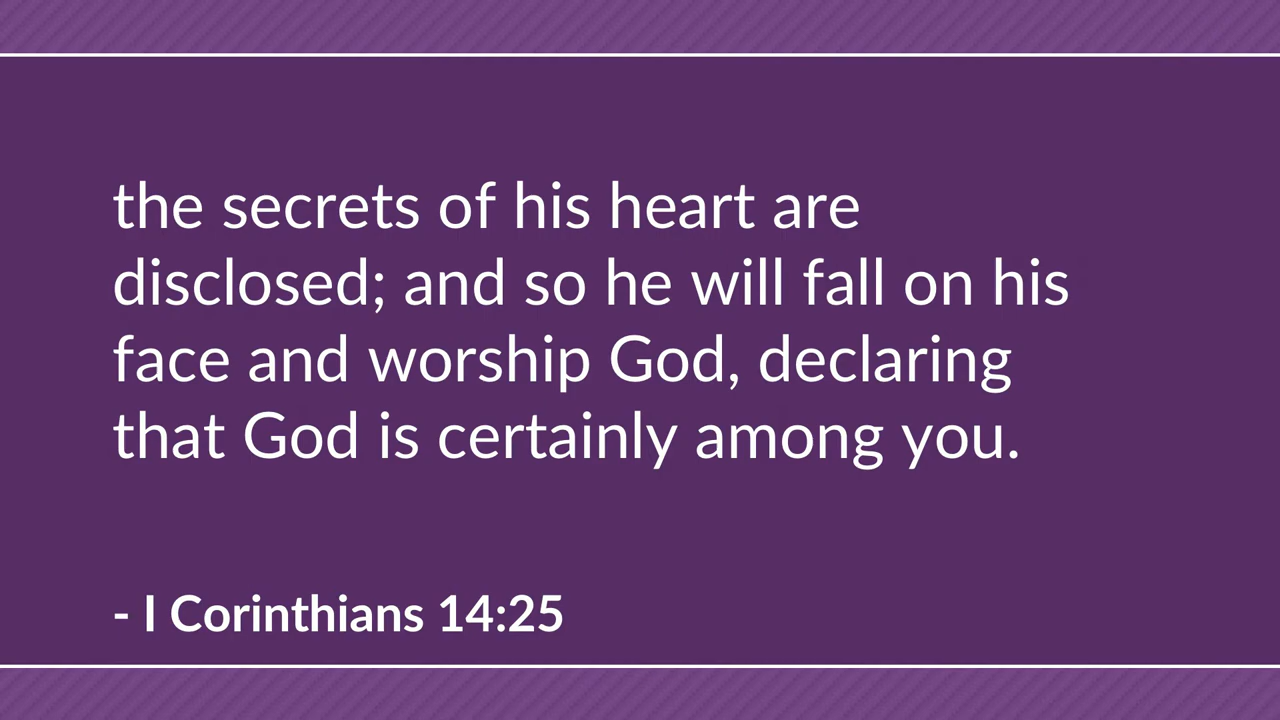 the secrets of his heart are
disclosed; and so he will fall on his
face and worship God, declaring
that God is certainly among you.
- I Corinthians 14:25